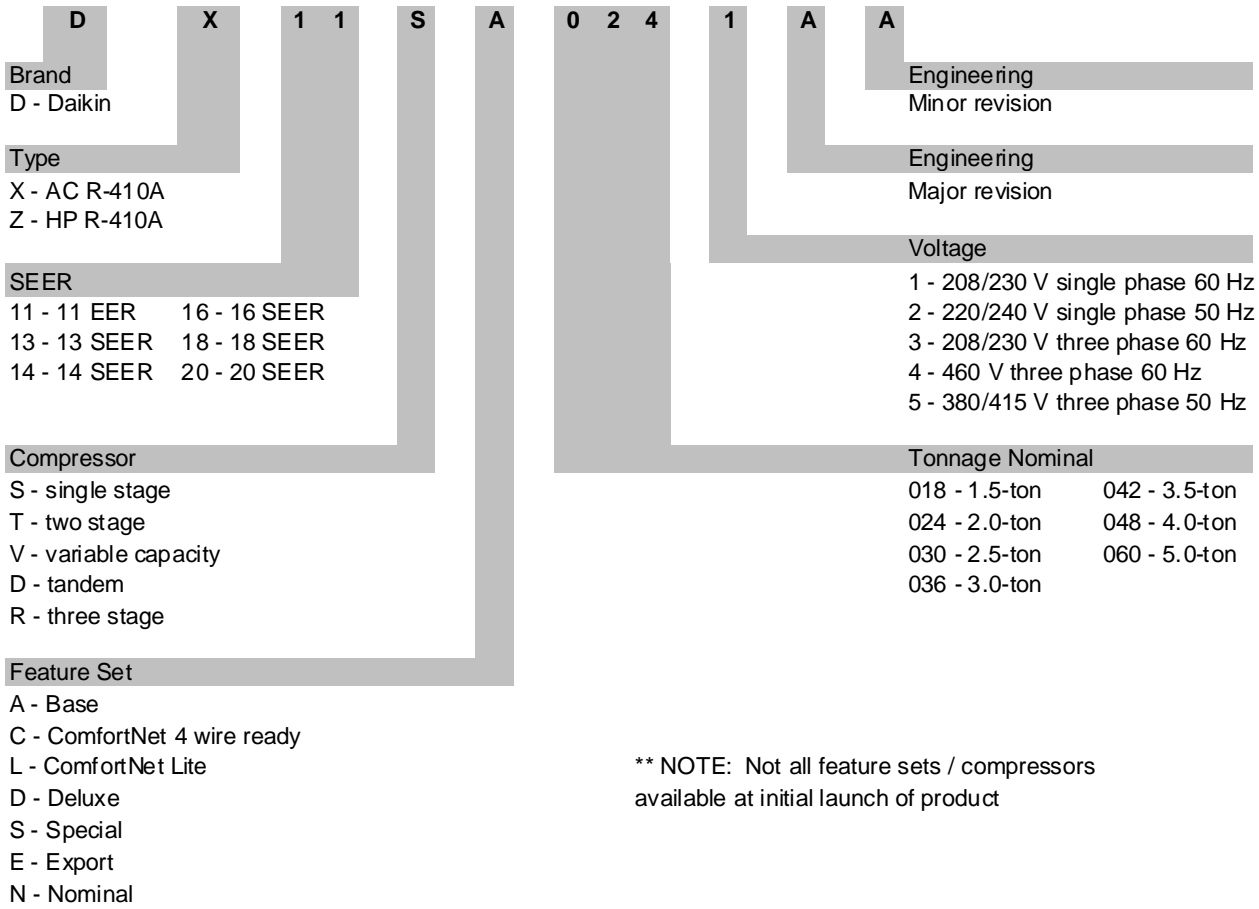 D X 1 1 S A 0 2 4 1 A A
Brand
D - Daikin
Type
X - AC R-410A
Z - HP R-410A
SEER
11 - 11 EER 16 - 16 SEER
13 - 13 SEER 18 - 18 SEER
14 - 14 SEER 20 - 20 SEER
Compressor
S - single stage
T - two stage
V - variable capacity
D - tandem
R - three stage
Feature Set
A - Base
C - ComfortNet 4 wire ready
L - ComfortNet Lite
D - Deluxe
S - Special
E - Export
N - Nominal
Engineering
Minor revision
Engineering
Major revision
Voltage
1 - 208/230 V single phase 60 Hz
2 - 220/240 V single phase 50 Hz
3 - 208/230 V three phase 60 Hz
4 - 460 V three phase 60 Hz
5 - 380/415 V three phase 50 Hz
Tonnage Nominal
018 - 1.5-ton 042 - 3.5-ton
024 - 2.0-ton 048 - 4.0-ton
030 - 2.5-ton 060 - 5.0-ton
036 - 3.0-ton
** NOTE: Not all feature sets / compressors
available at initial launch of product